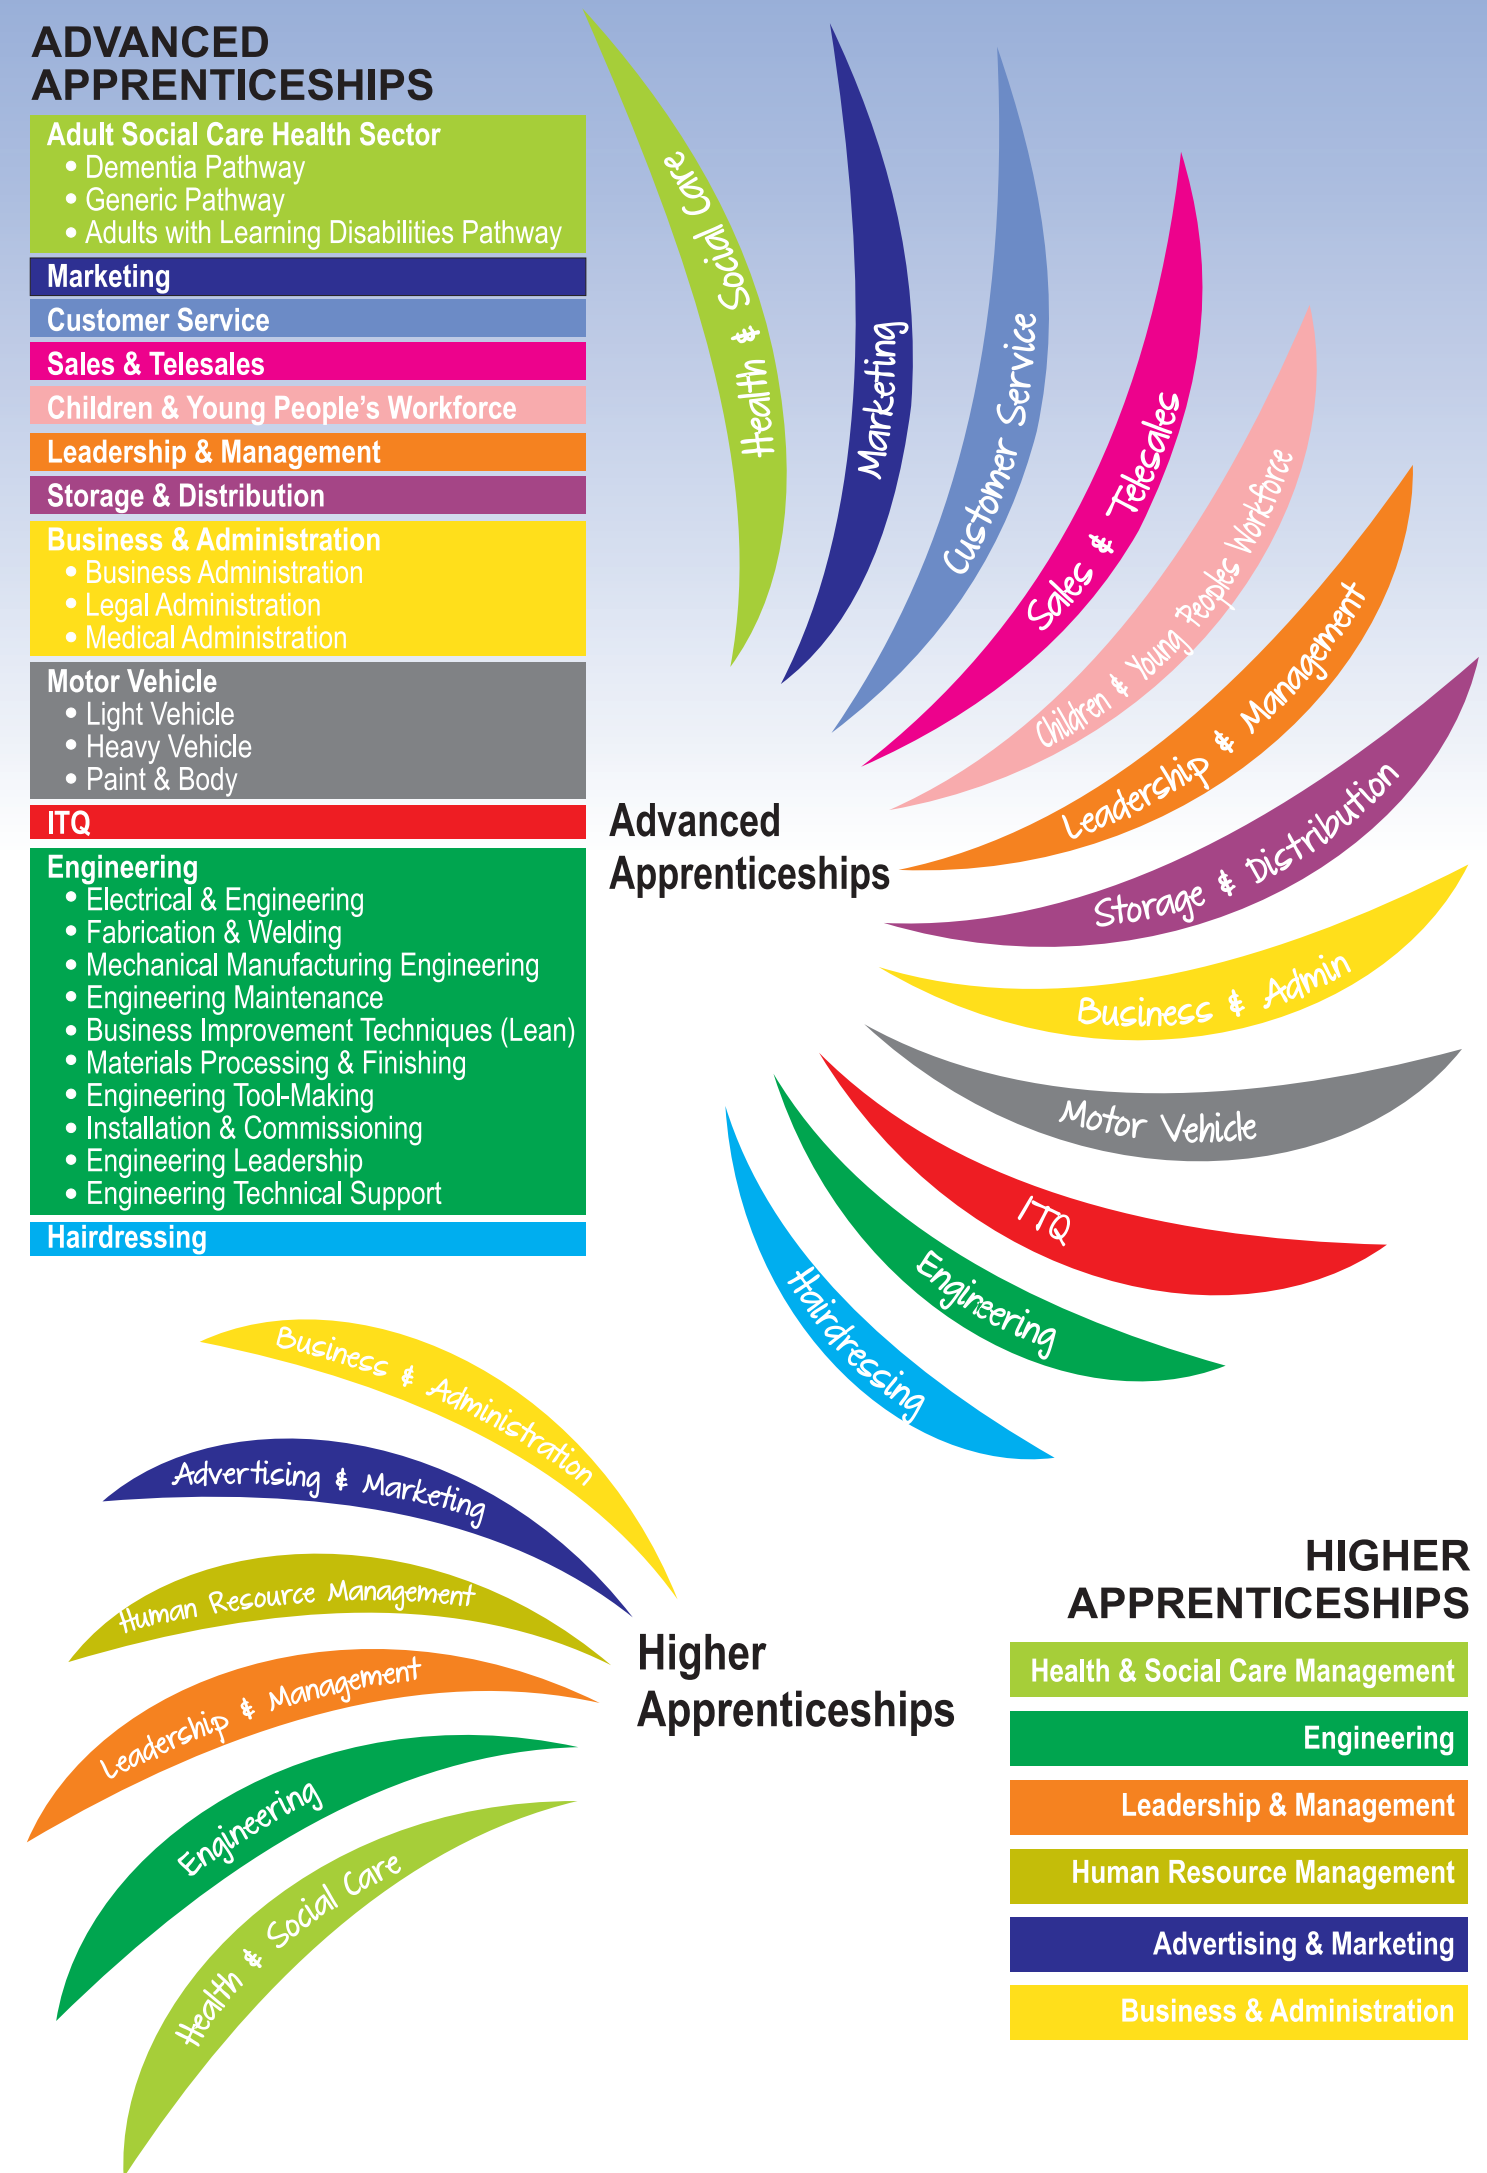 ADVANCED
APPRENTICESHIPS
Adult Social Care Health Sector
• Dementia Pathway
• Generic Pathway
• Adults with Learning Disabilities Pathway
Marketing
Customer Service
Sales & Telesales
Children & Young People's Workforce
Leadership & Management
Storage & Distribution
Business & Administration
• Business Administration
• Legal Administration
• Medical Administration
Motor Vehicle
• Light Vehicle
• Heavy Vehicle
• Paint & Body
ITQ
Engineering
• Electrical & Engineering
• Fabrication & Welding
• Mechanical Manufacturing Engineering
• Engineering Maintenance
• Business Improvement Techniques (Lean)
• Materials Processing & Finishing
• Engineering Tool-Making
• Installation & Commissioning
• Engineering Leadership
• Engineering Technical Support
Hairdressing
Health & Social Care
Marketing
Customer Service
Sales & Telesales
Children & Young Peoples Workforce
Leadership & Management
Storage & Distribution
Business & Admin
Motor Vehicle
ITQ
Engineering
Hairdressing
Advanced
Apprenticeships
Business & Administration
Advertising & Marketing
Human Resource Management
Leadership & Management
Engineering
Health & Social Care
Higher
Apprenticeships
HIGHER
APPRENTICESHIPS
Health & Social Care Management
Engineering
Leadership & Management
Human Resource Management
Advertising & Marketing
Business & Administration